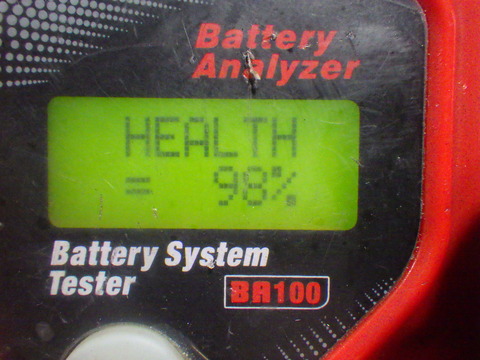 Battery
Analyzer
HEALTH
= 98%
Battery System
Tester
BA100